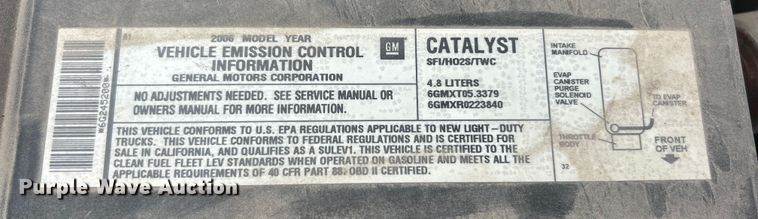 61
2006 MODEL YEAR
VEHICLE EMISSION CONTROL
INFORMATION
GENERAL MOTORS CORPORATION
NO ADJUSTMENTS NEEDED. SEE SERVICE MANUAL OR
OWNERS MANUAL FOR MORE INFORMATION.
GM
CATALYST
SFI/HO2S/TWC
4.8 LITERS
6GMXT05.3379
6GMXR0223840
THIS VEHICLE CONFORMS TO U.S. EPA REGULATIONS APPLICABLE TO NEW LIGHT-DUTY
TRUCKS. THIS VEHICLE CONFORMS TO FEDERAL REGULATIONS AND IS CERTIFIED FOR
SALE IN CALIFORNIA, AND QUALIFIES AS A SULEV1. THIS VEHICLE IS CERTIFIED TO THE
CLEAN FUEL FLEET LEV STANDARDS WHEN OPERATED ON GASOLINE AND MEETS ALL THE
APPLICABLE REQUIREMENTS OF 40 CFR PART 88. OBD II CERTIFIED.
INTAKE
MANIFOLD
EVAP
CANISTER
PURGE
SOLENOID
VALVE
TO EVAP
CANISTER
THROTTLE
BODY
FRONT
OF VEH
32
*6G245200*
Purple Wave Auction